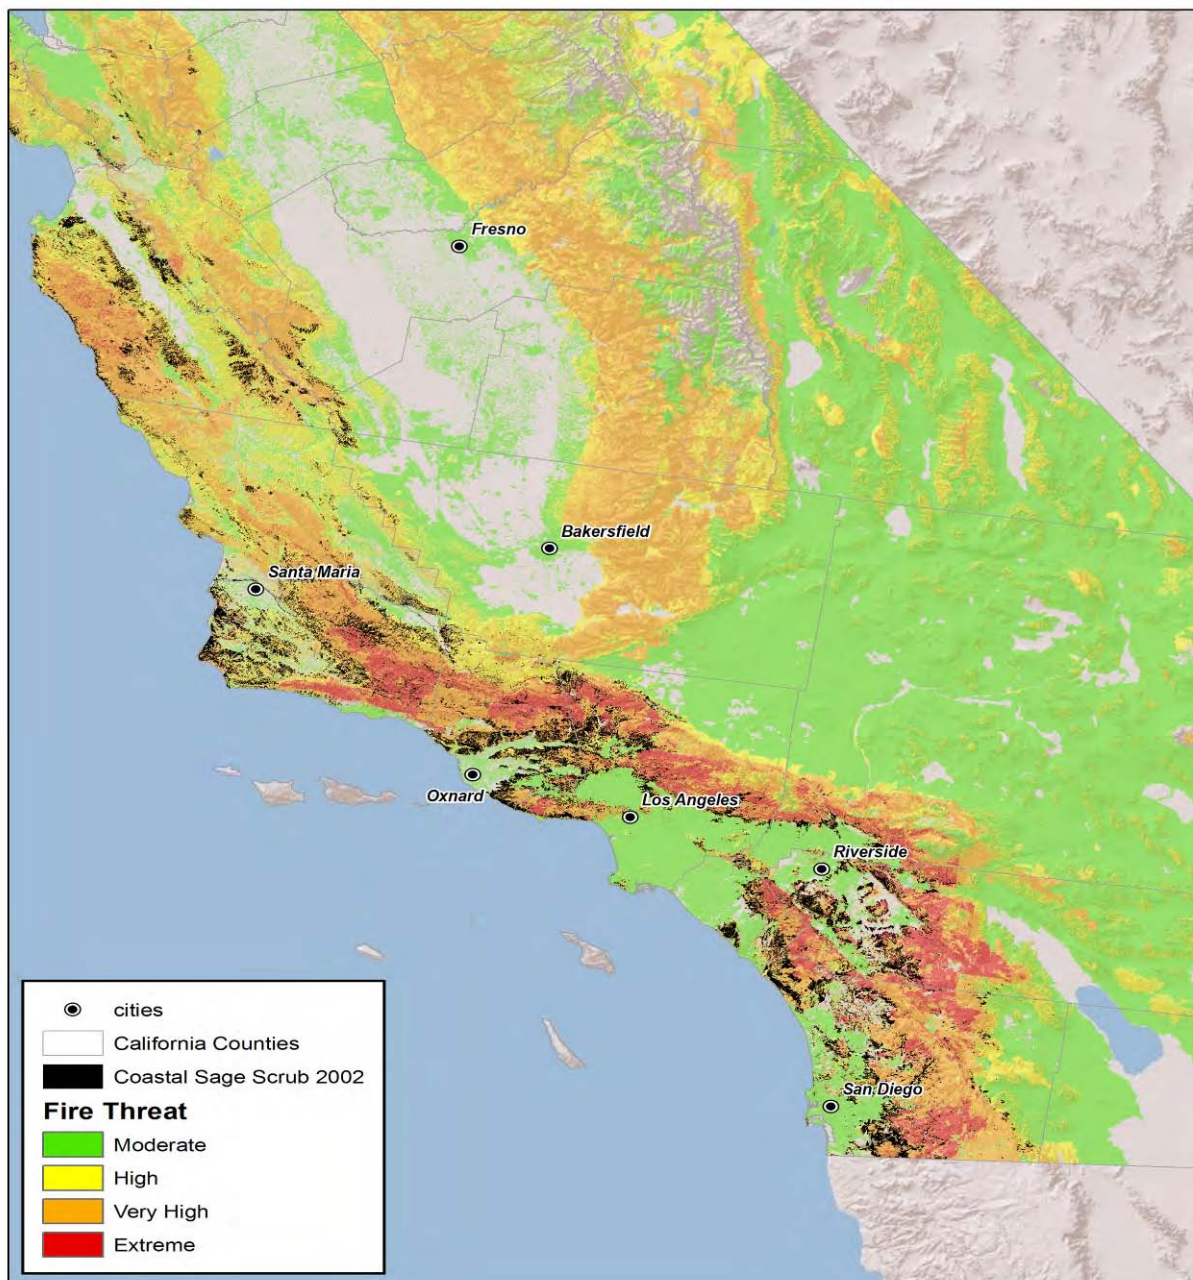 Fresno
Bakersfield
Santa Maria
Oxnard
Los Angeles
Riverside
San Diego
cities
California Counties
Coastal Sage Scrub 2002
Fire Threat
Moderate
High
Very High
Extreme